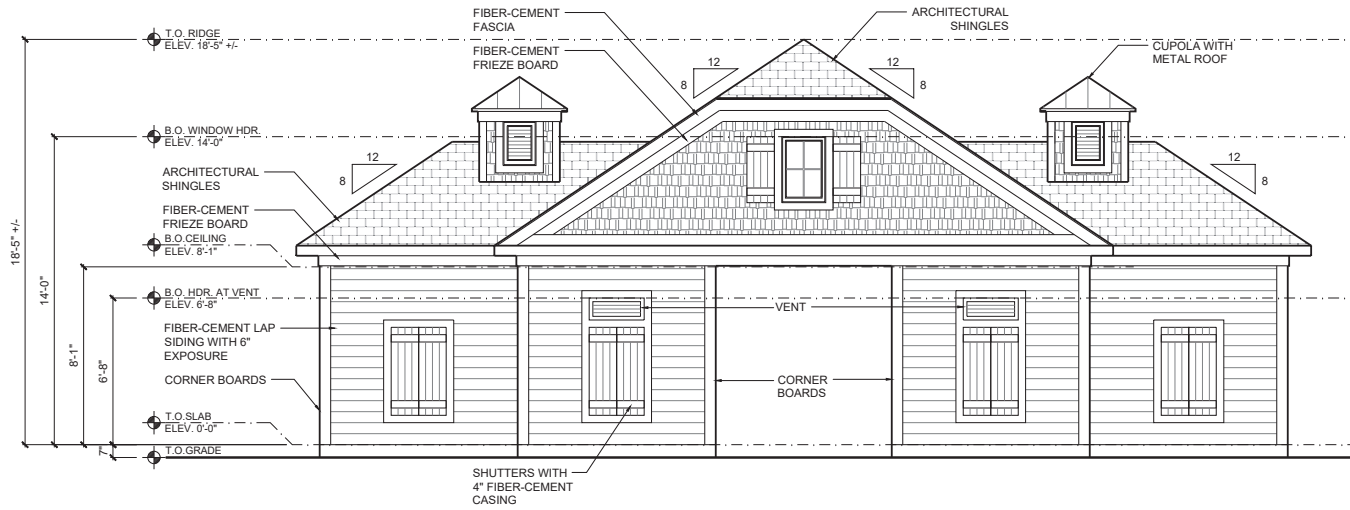 FIBER-CEMENT
FASCIA
ARCHITECTURAL
SHINGLES
T.O. RIDGE
ELEV. 18'-5" +/-
FIBER-CEMENT
FRIEZE BOARD
CUPOLA WITH
METAL ROOF
12
8
12
8
B.O. WINDOW HDR.
ELEV. 14'-0"
12
8
12
8
ARCHITECTURAL
SHINGLES
FIBER-CEMENT
FRIEZE BOARD
B.O.CEILING
ELEV. 8'-1"
18'-5" +/-
14'-0"
8'-1"
6'-8"
7"
B.O. HDR. AT VENT
ELEV. 6'-8"
VENT
FIBER-CEMENT LAP
SIDING WITH 6"
EXPOSURE
CORNER BOARDS
CORNER
BOARDS
T.O.SLAB
ELEV. 0'-0"
T.O.GRADE
SHUTTERS WITH
4" FIBER-CEMENT
CASING